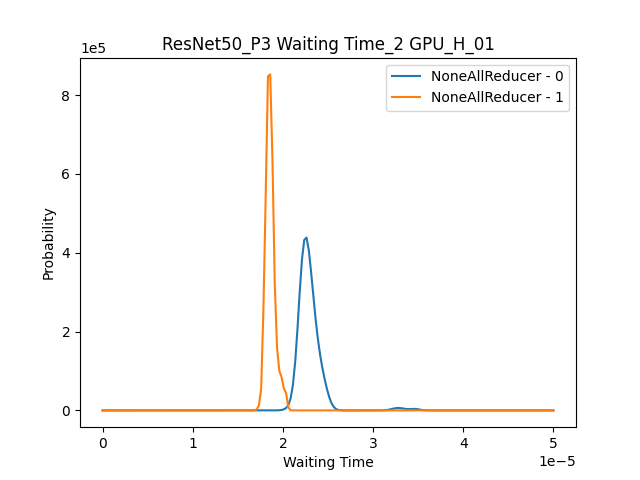 ResNet50_P3 Waiting Time_2 GPU_H_01
1e5
NoneAllReducer - 0
NoneAllReducer - 1
8
6
4
2
0
Probability
0 1 2 3 4 5
1e−5
Waiting Time